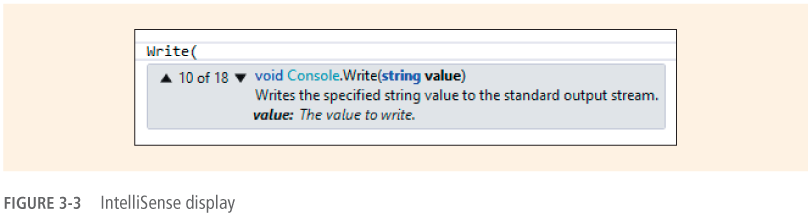 Write(
▲ 10 of 18 ▼ void Console.Write(string value)
Writes the specified string value to the standard output stream.
value: The value to write.
FIGURE 3-3 IntelliSense display